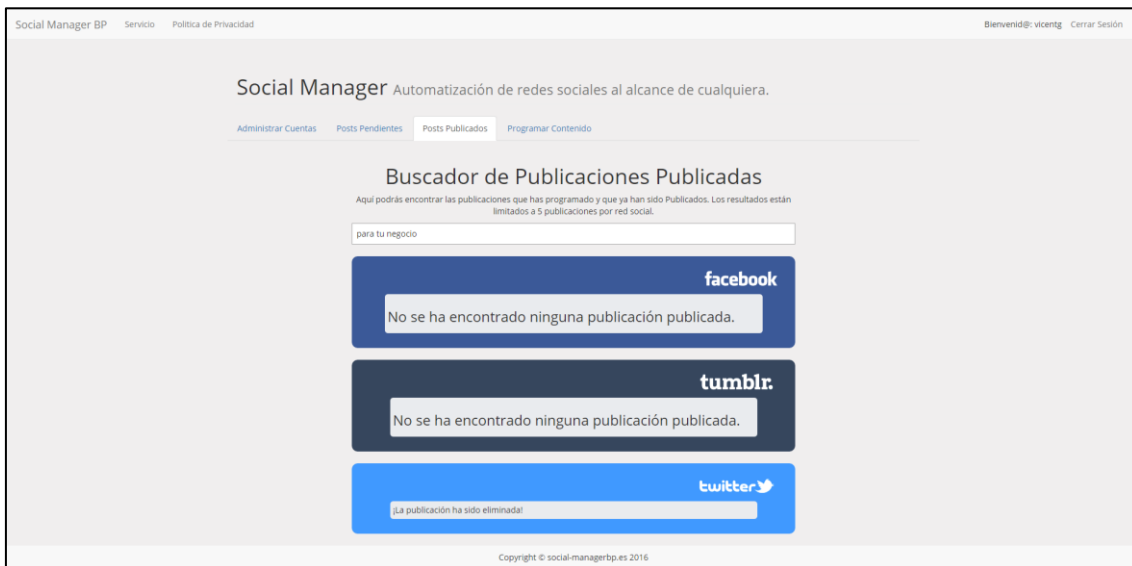 Social Manager BP Servicio Política de Privacidad Bienvenid@: vicentg Cerrar Sesión
Social Manager Automatización de redes sociales al alcance de cualquiera.
Administrar Cuentas Posts Pendientes Posts Publicados Programar Contenido
Buscador de Publicaciones Publicadas
Aquí podrás encontrar las publicaciones que has programado y que ya han sido Publicados. Los resultados están
limitados a 5 publicaciones por red social.
para tu negocio
facebook
No se ha encontrado ninguna publicación publicada.
tumblr.
No se ha encontrado ninguna publicación publicada.
twitter
¡La publicación ha sido eliminada!
Copyright © social-managerbp.es 2016